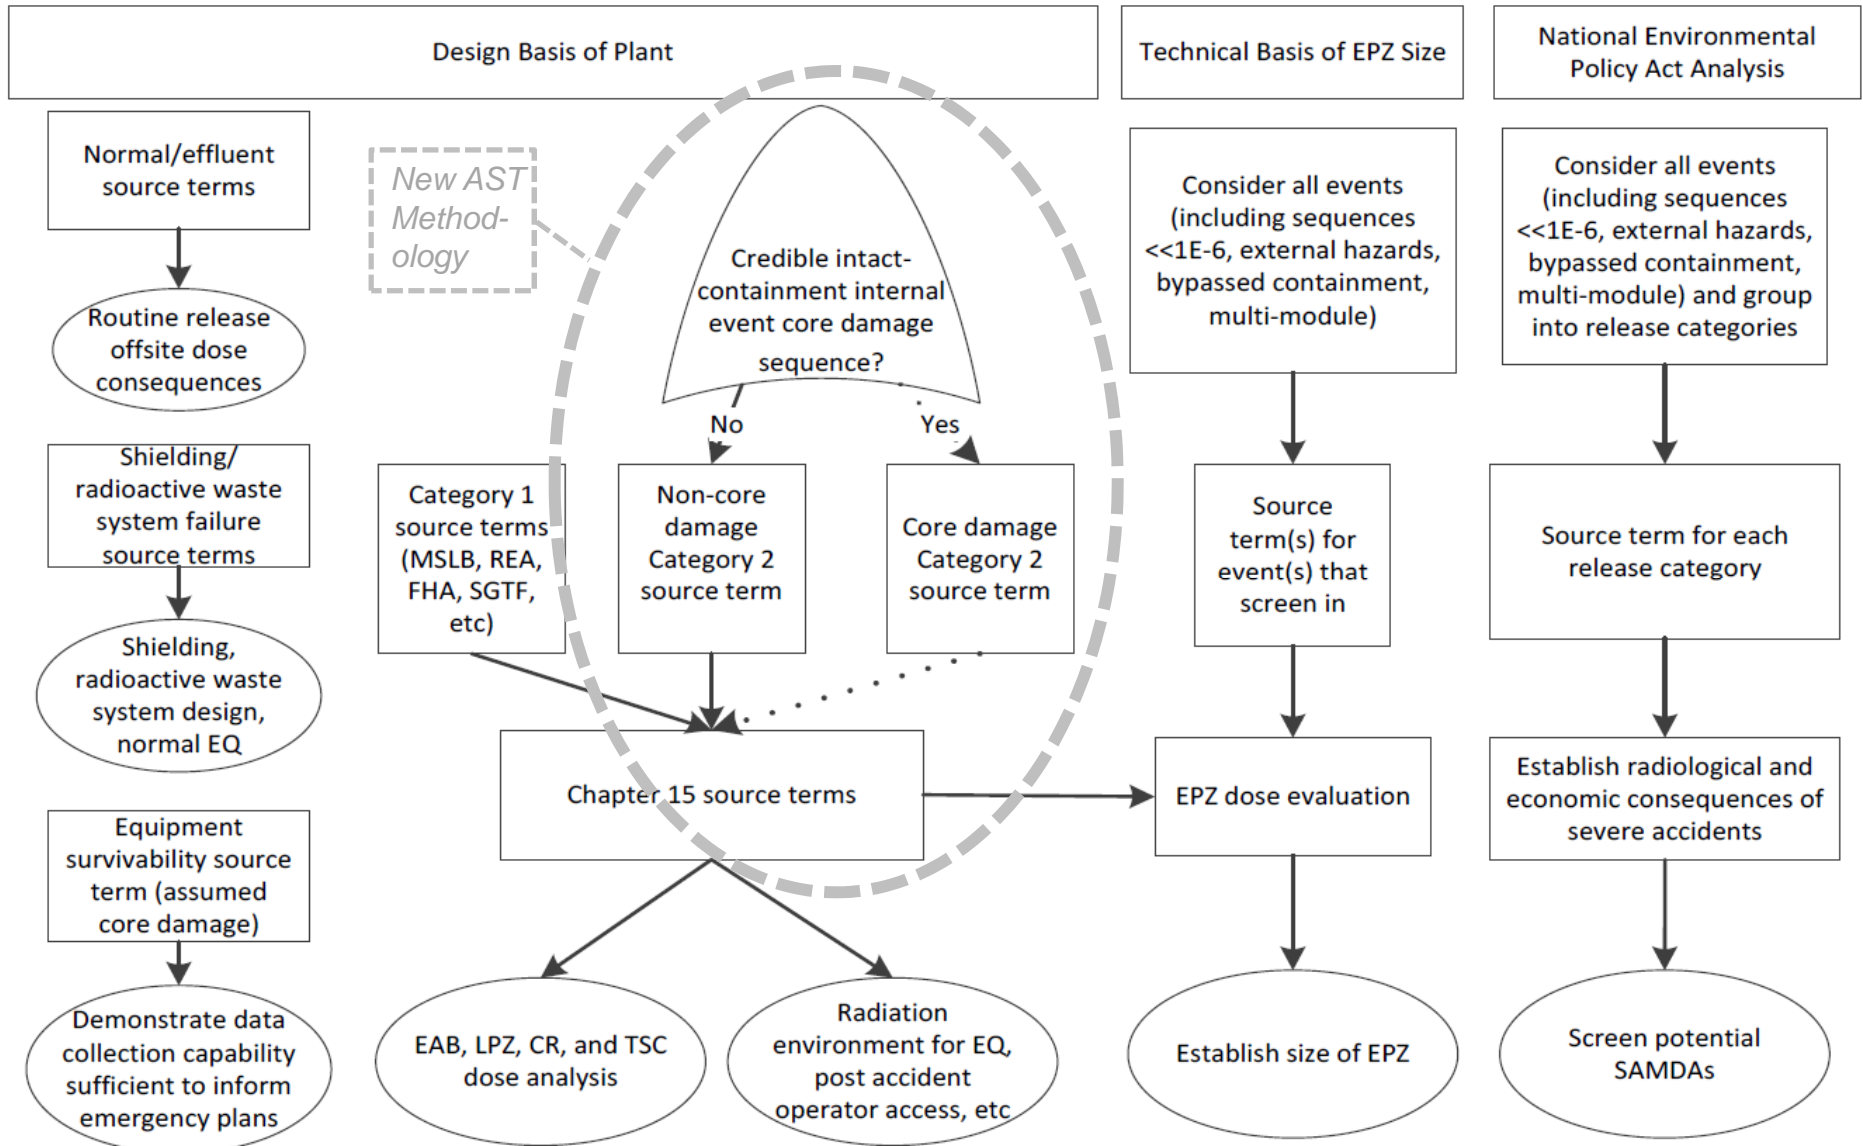 Design Basis of Plant
Technical Basis of EPZ Size
National Environmental
Policy Act Analysis
Normal/effluent
source terms
Routine release
offsite dose
consequences
Shielding/
radioactive waste
system failure
source terms
Shielding,
radioactive waste
system design,
normal EQ
Equipment
survivability source
term (assumed
core damage)
Demonstrate data
collection capability
sufficient to inform
emergency plans
New AST
Method-
ology
Credible intact-
containment internal
event core damage
sequence?
No
Yes
Category 1
source terms
(MSLB, REA,
FHA, SGTF,
etc)
Non-core
damage
Category 2
source term
Core damage
Category 2
source term
Chapter 15 source terms
EAB, LPZ, CR, and TSC
dose analysis
Radiation
environment for EQ,
post accident
operator access, etc
Consider all events
(including sequences
<<1E-6, external hazards,
bypassed containment,
multi-module)
Source
term(s) for
event(s) that
screen in
EPZ dose evaluation
Establish size of EPZ
Consider all events
(including sequences
<<1E-6, external hazards,
bypassed containment,
multi-module) and group
into release categories
Source term for each
release category
Establish radiological and
economic consequences of
severe accidents
Screen potential
SAMDAs